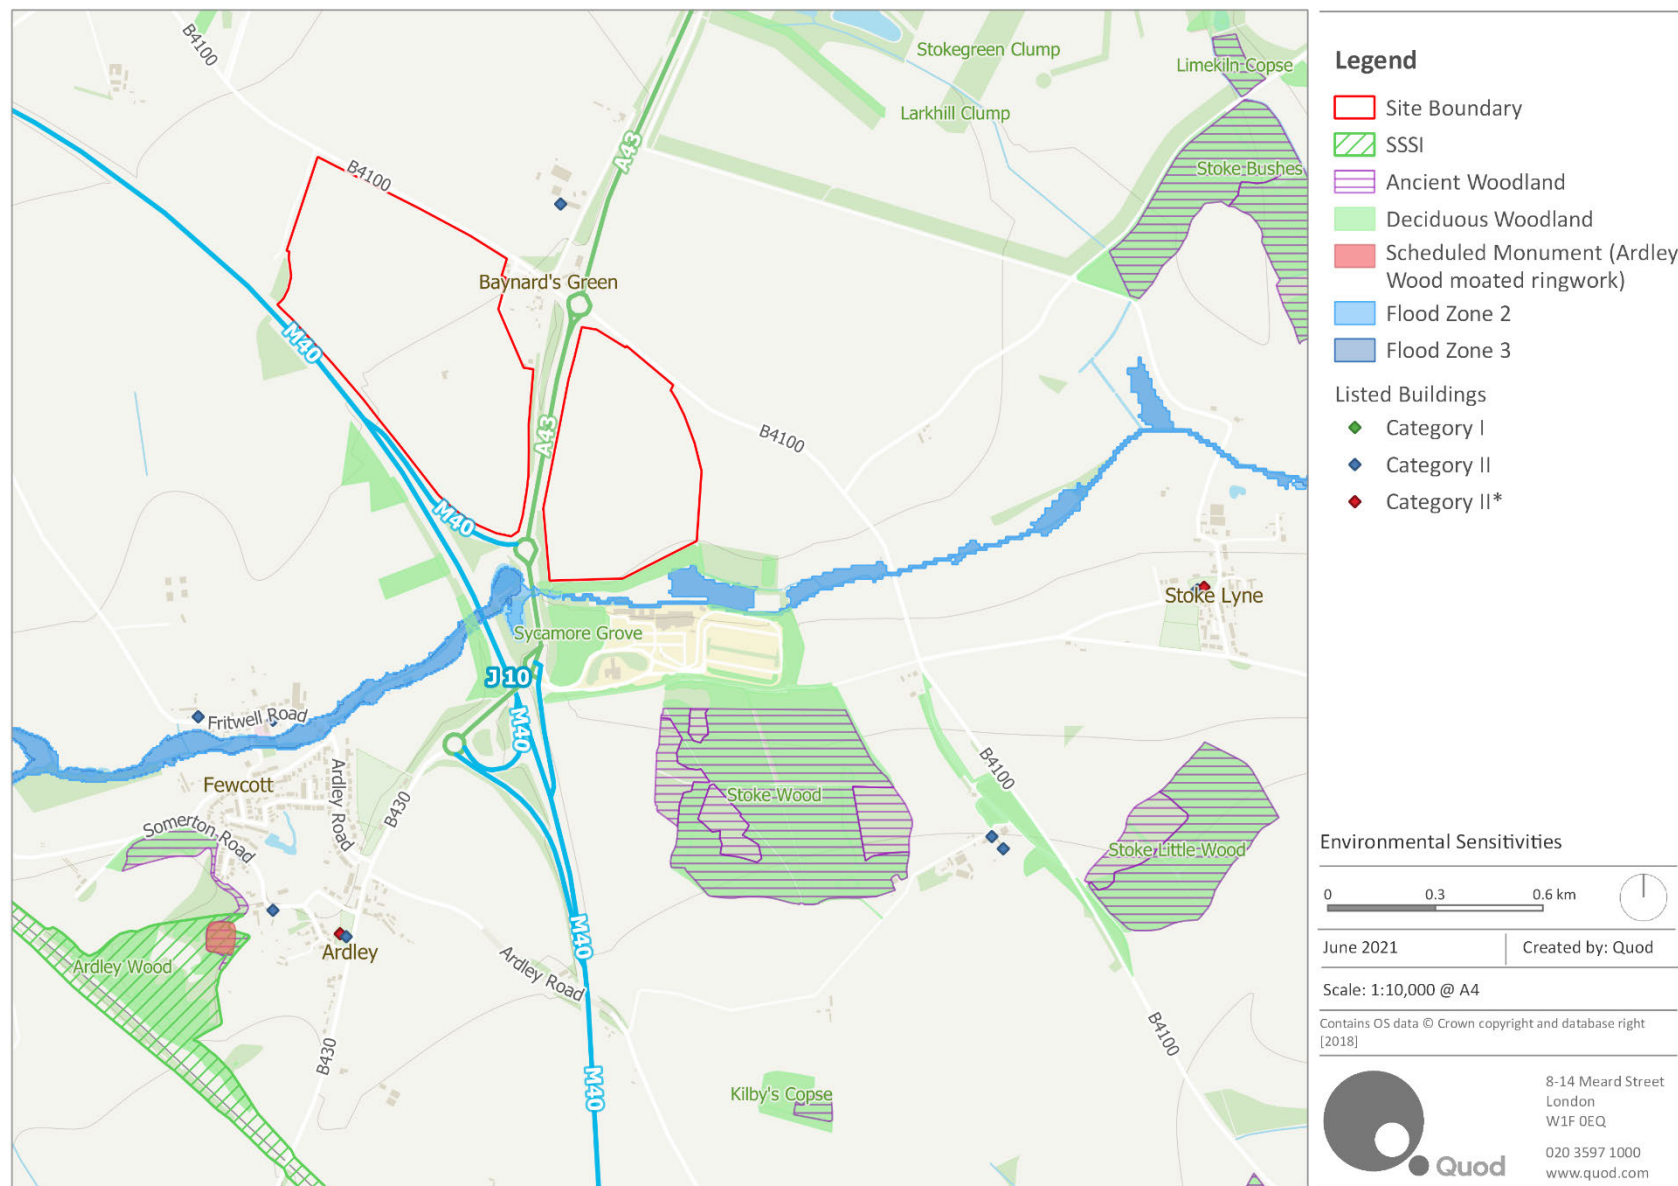 B4100
Stokegreen Clump
Limekiln Copse
Larkhill Clump
A43
B4100
Stoke Bushes
Baynard's Green
M40
A43
B4100
M40
Stoke Lyne
Sycamore Grove
J 10
Fritwell Road
M40
Fewcott
Ardley Road
B430
Stoke Wood
B4100
Somerton Road
Stoke Little Wood
Ardley Wood
Ardley
M40
Ardley Road
B430
B4100
M40
Kilby's Copse
Legend
Site Boundary
SSSI
Ancient Woodland
Deciduous Woodland
Scheduled Monument (Ardley
Wood moated ringwork)
Flood Zone 2
Flood Zone 3
Listed Buildings
Category I
Category II
Category II*
Environmental Sensitivities
0 0.3 0.6 km
June 2021
Created by: Quod
Scale: 1:10,000 @ A4
Contains OS data © Crown copyright and database right
[2018]
Quod
8-14 Meard Street
London
W1F 0EQ
020 3597 1000
www.quod.com